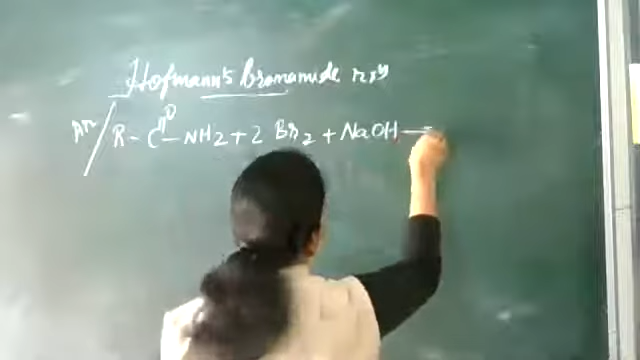 Hofmann's bromamide rxn
Ar/R-C(=O)-NH2+2 Br2 + NaOH —